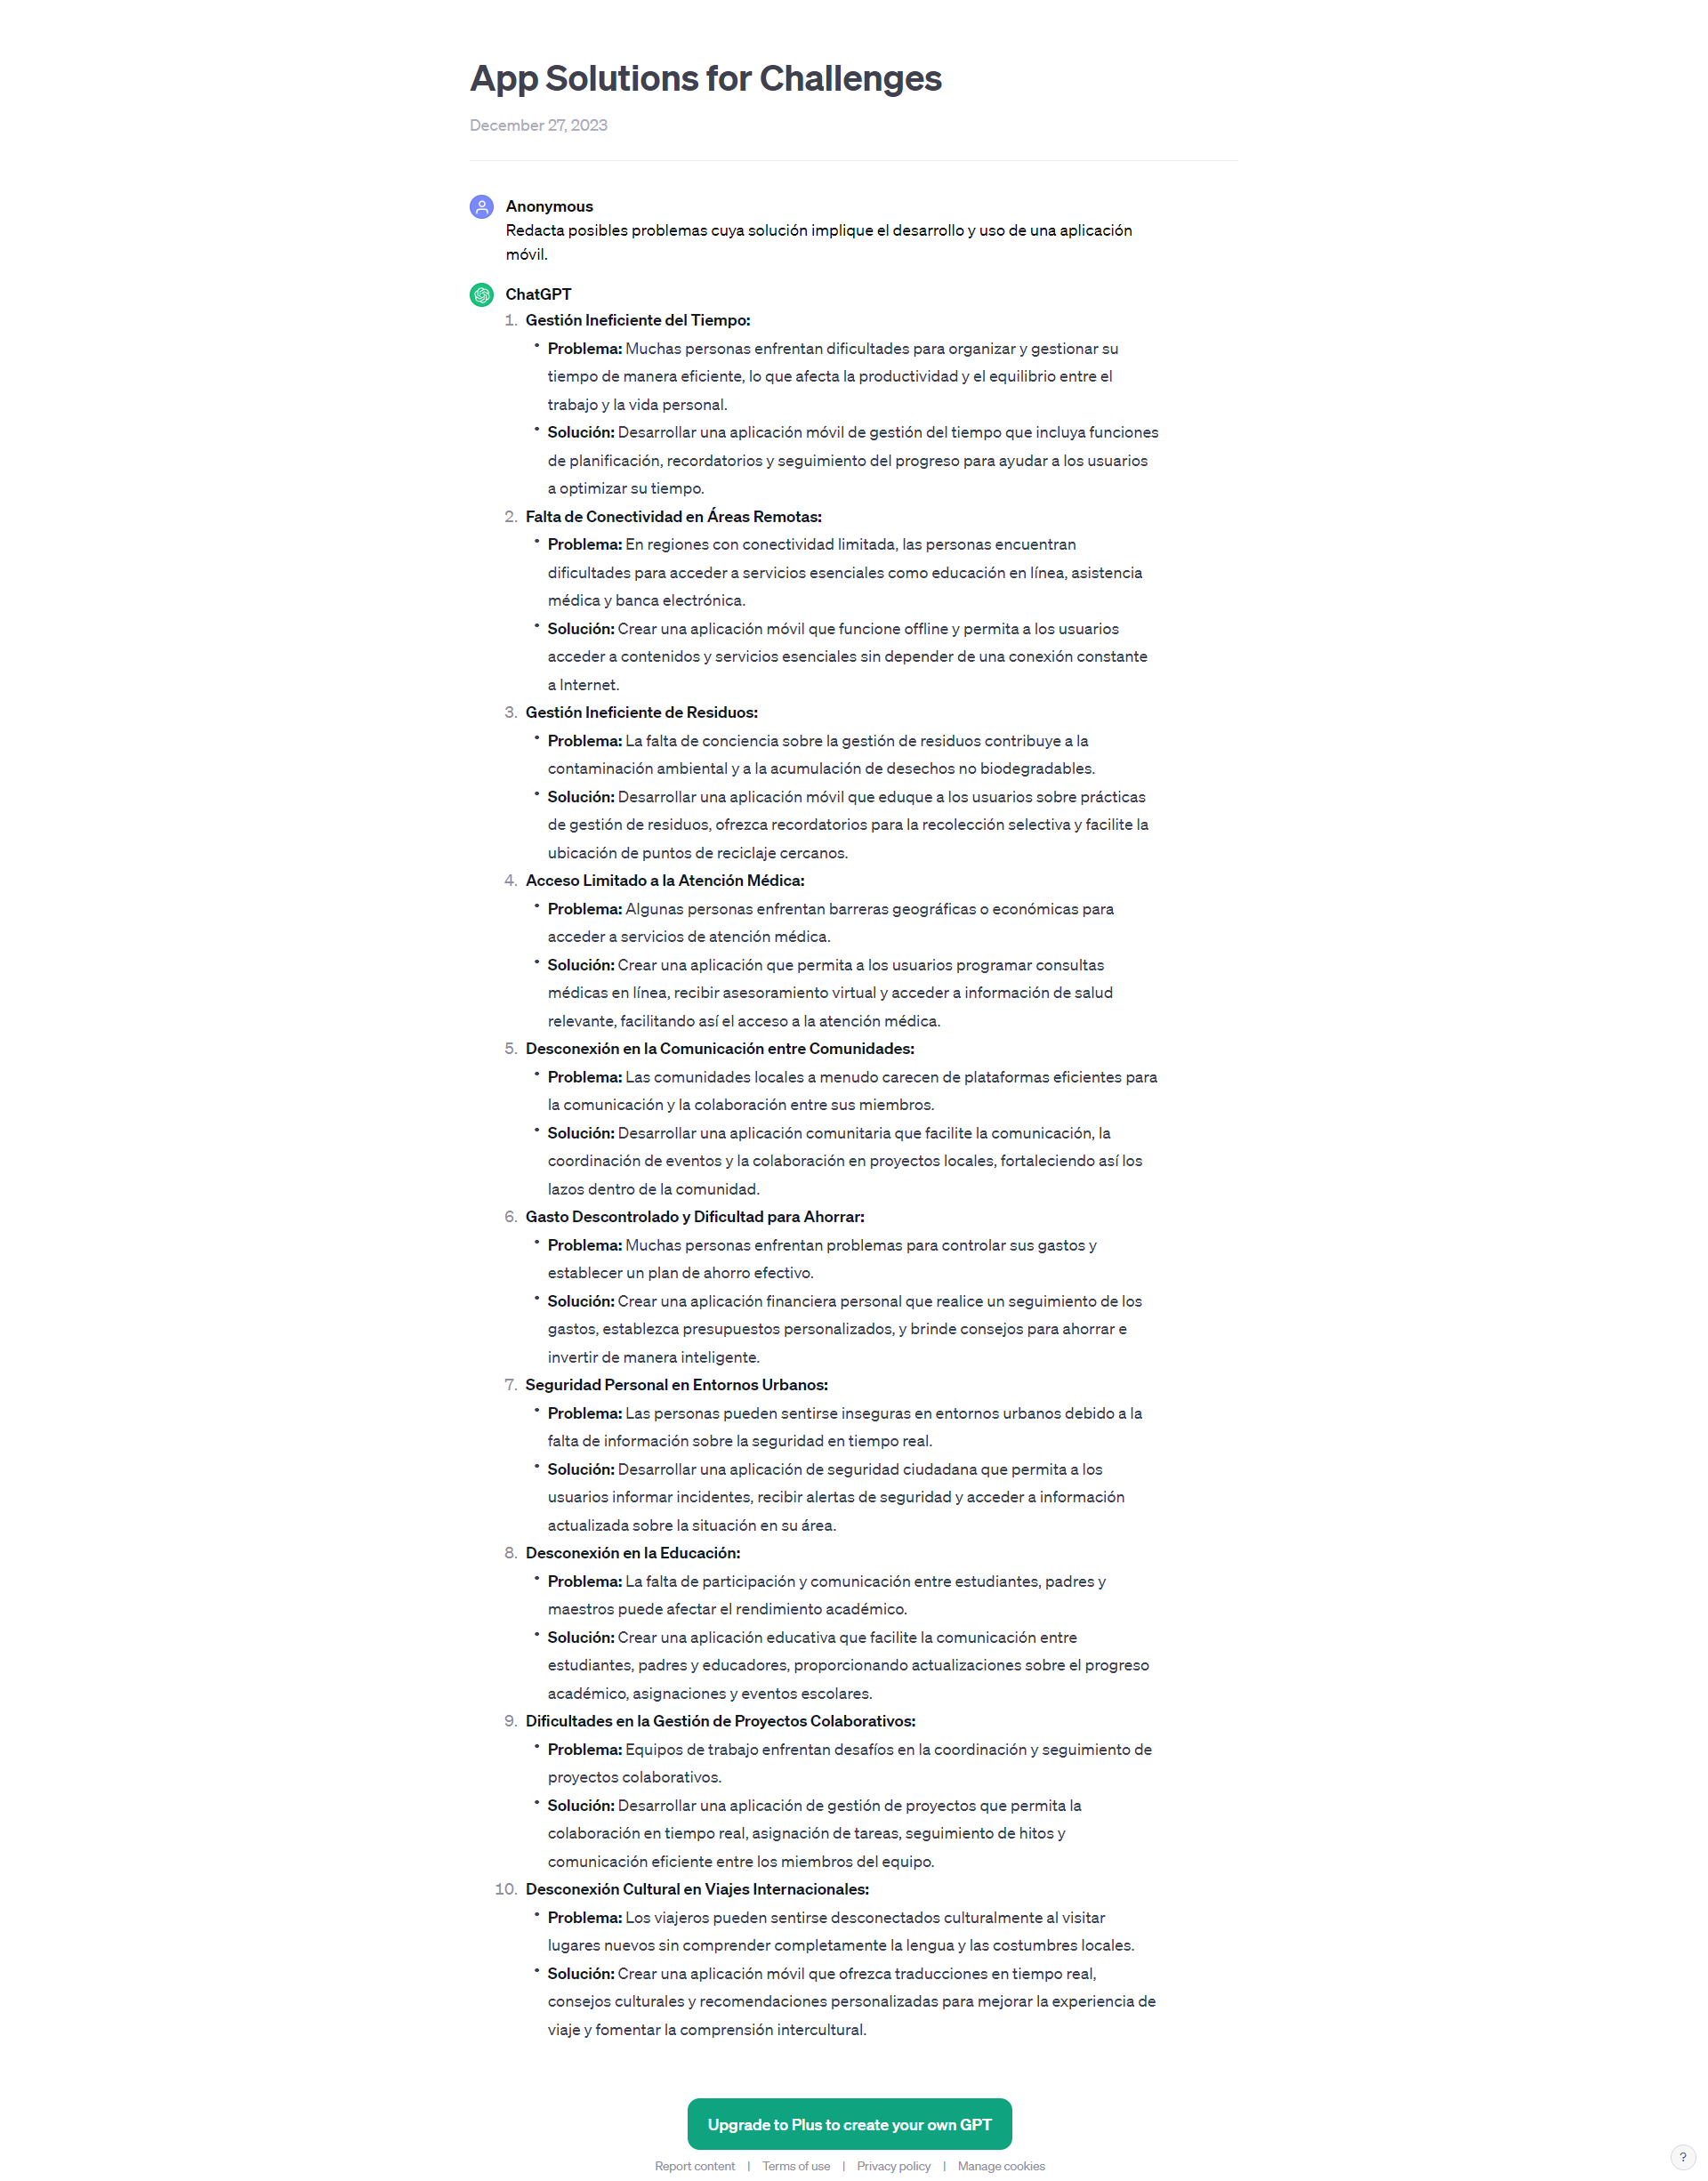 App Solutions for Challenges
December 27, 2023
Anonymous
Redacta posibles problemas cuya solución implique el desarrollo y uso de una aplicación
móvil.
ChatGPT
1. Gestión Ineficiente del Tiempo:
• Problema: Muchas personas enfrentan dificultades para organizar y gestionar su
tiempo de manera eficiente, lo que afecta la productividad y el equilibrio entre el
trabajo y la vida personal.
• Solución: Desarrollar una aplicación móvil de gestión del tiempo que incluya funciones
de planificación, recordatorios y seguimiento del progreso para ayudar a los usuarios
a optimizar su tiempo.
2. Falta de Conectividad en Áreas Remotas:
• Problema: En regiones con conectividad limitada, las personas encuentran
dificultades para acceder a servicios esenciales como educación en línea, asistencia
médica y banca electrónica.
• Solución: Crear una aplicación móvil que funcione offline y permita a los usuarios
acceder a contenidos y servicios esenciales sin depender de una conexión constante
a Internet.
3. Gestión Ineficiente de Residuos:
• Problema: La falta de conciencia sobre la gestión de residuos contribuye a la
contaminación ambiental y a la acumulación de desechos no biodegradables.
• Solución: Desarrollar una aplicación móvil que eduque a los usuarios sobre prácticas
de gestión de residuos, ofrezca recordatorios para la recolección selectiva y facilite la
ubicación de puntos de reciclaje cercanos.
4. Acceso Limitado a la Atención Médica:
• Problema: Algunas personas enfrentan barreras geográficas o económicas para
acceder a servicios de atención médica.
• Solución: Crear una aplicación que permita a los usuarios programar consultas
médicas en línea, recibir asesoramiento virtual y acceder a información de salud
relevante, facilitando así el acceso a la atención médica.
5. Desconexión en la Comunicación entre Comunidades:
• Problema: Las comunidades locales a menudo carecen de plataformas eficientes para
la comunicación y la colaboración entre sus miembros.
• Solución: Desarrollar una aplicación comunitaria que facilite la comunicación, la
coordinación de eventos y la colaboración en proyectos locales, fortaleciendo así los
lazos dentro de la comunidad.
6. Gasto Descontrolado y Dificultad para Ahorrar:
• Problema: Muchas personas enfrentan problemas para controlar sus gastos y
establecer un plan de ahorro efectivo.
• Solución: Crear una aplicación financiera personal que realice un seguimiento de los
gastos, establezca presupuestos personalizados, y brinde consejos para ahorrar e
invertir de manera inteligente.
7. Seguridad Personal en Entornos Urbanos:
• Problema: Las personas pueden sentirse inseguras en entornos urbanos debido a la
falta de información sobre la seguridad en tiempo real.
• Solución: Desarrollar una aplicación de seguridad ciudadana que permita a los
usuarios informar incidentes, recibir alertas de seguridad y acceder a información
actualizada sobre la situación en su área.
8. Desconexión en la Educación:
• Problema: La falta de participación y comunicación entre estudiantes, padres y
maestros puede afectar el rendimiento académico.
• Solución: Crear una aplicación educativa que facilite la comunicación entre
estudiantes, padres y educadores, proporcionando actualizaciones sobre el progreso
académico, asignaciones y eventos escolares.
9. Dificultades en la Gestión de Proyectos Colaborativos:
• Problema: Equipos de trabajo enfrentan desafíos en la coordinación y seguimiento de
proyectos colaborativos.
• Solución: Desarrollar una aplicación de gestión de proyectos que permita la
colaboración en tiempo real, asignación de tareas, seguimiento de hitos y
comunicación eficiente entre los miembros del equipo.
10. Desconexión Cultural en Viajes Internacionales:
• Problema: Los viajeros pueden sentirse desconectados culturalmente al visitar
lugares nuevos sin comprender completamente la lengua y las costumbres locales.
• Solución: Crear una aplicación móvil que ofrezca traducciones en tiempo real,
consejos culturales y recomendaciones personalizadas para mejorar la experiencia de
viaje y fomentar la comprensión intercultural.
Upgrade to Plus to create your own GPT
Report content | Terms of use | Privacy policy | Manage cookies
?